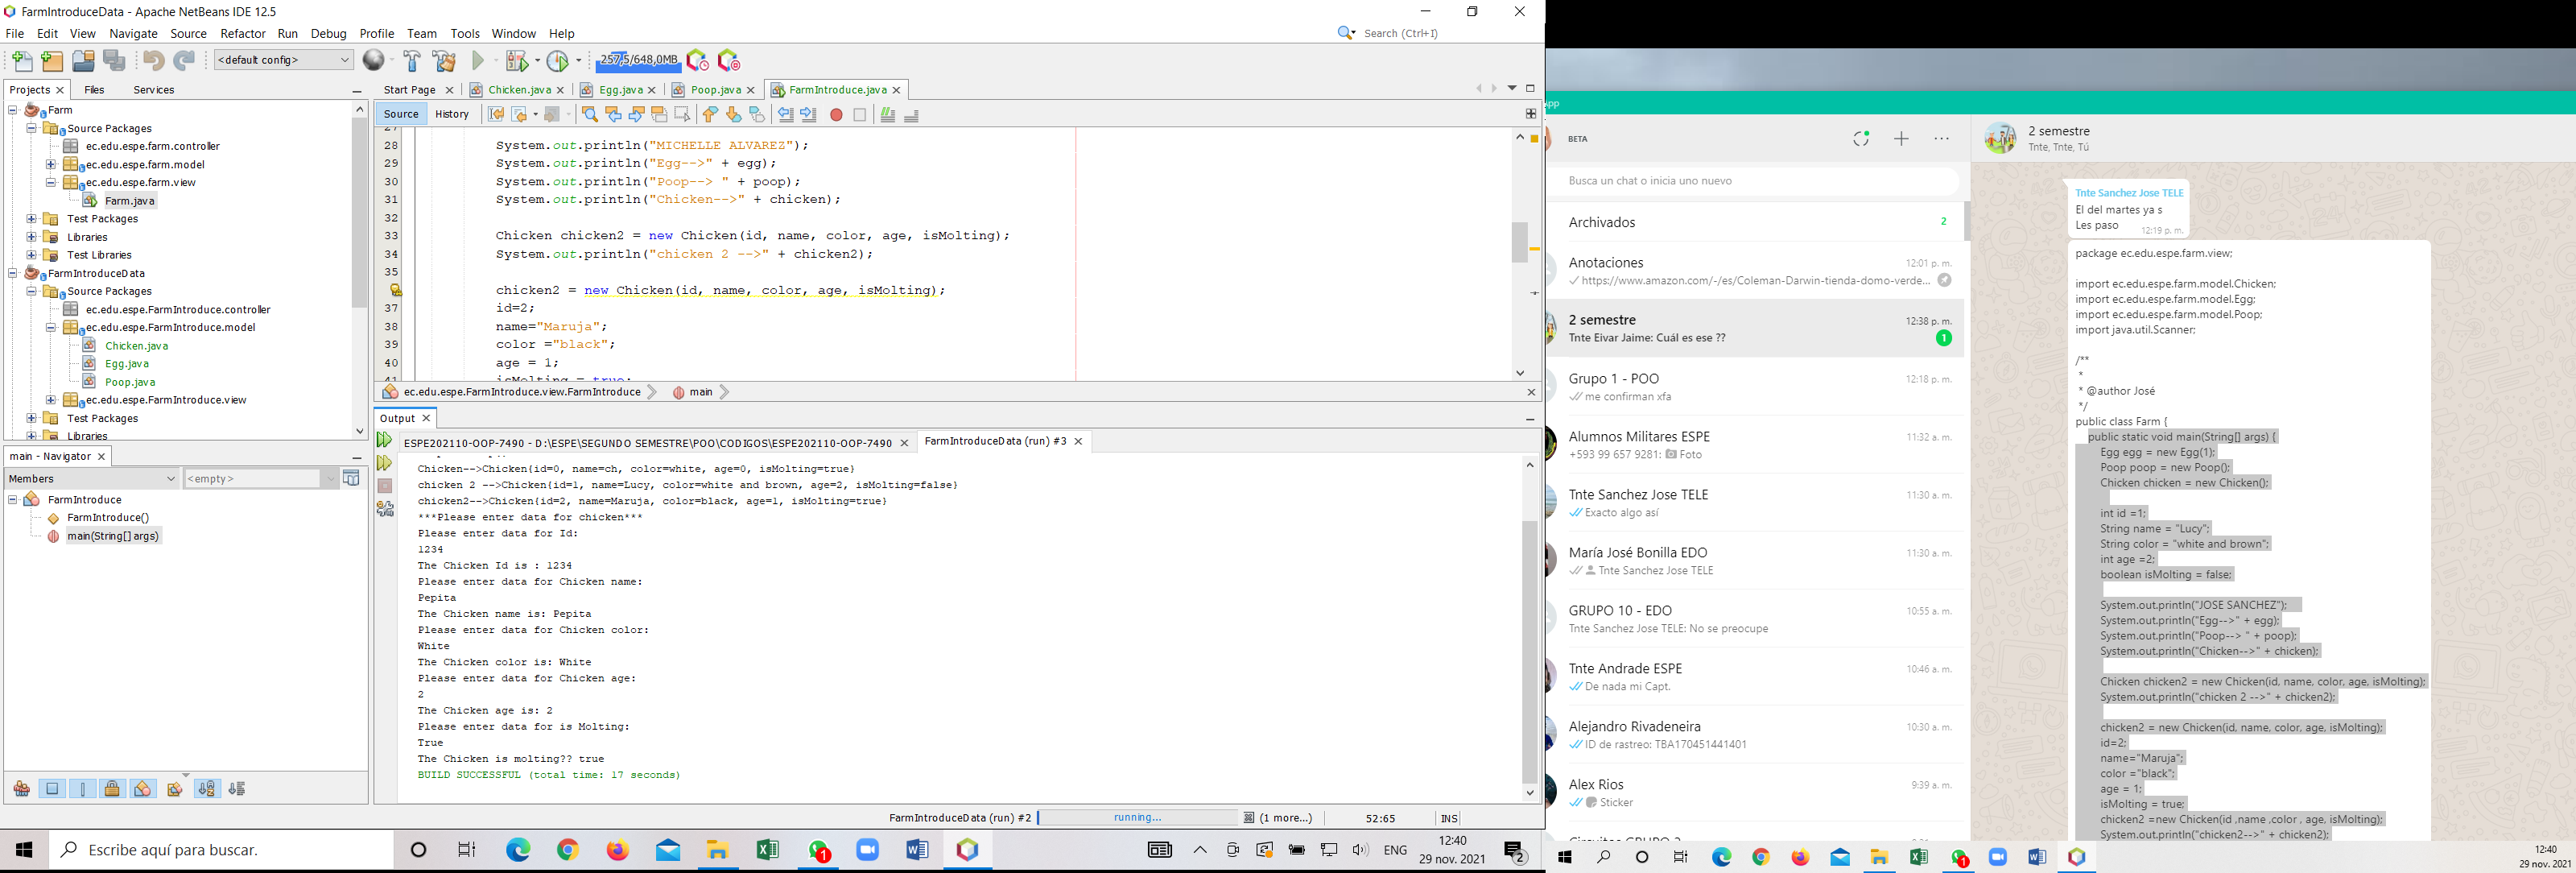 FarmIntroduceData - Apache NetBeans IDE 12.5
File Edit View Navigate Source Refactor Run Debug Profile Team Tools Window Help
Search (Ctrl+I)
<default config>
257,5/648,0MB
Projects Files Services
Farm
Source Packages
ec.edu.espe.farm.controller
ec.edu.espe.farm.model
ec.edu.espe.farm.view
Farm.java
Test Packages
Libraries
Test Libraries
FarmIntroduceData
Source Packages
ec.edu.espe.FarmIntroduce.controller
ec.edu.espe.FarmIntroduce.model
Chicken.java
Egg.java
Poop.java
ec.edu.espe.FarmIntroduce.view
Test Packages
Libraries
main - Navigator
Members
<empty>
FarmIntroduce
FarmIntroduce()
main(String[] args)
Start Page Chicken.java Egg.java Poop.java FarmIntroduce.java
Source History
27
28 System.out.println("MICHELLE ALVAREZ");
29 System.out.println("Egg-->" + egg);
30 System.out.println("Poop--> " + poop);
31 System.out.println("Chicken-->" + chicken);
32
33 Chicken chicken2 = new Chicken(id, name, color, age, isMolting);
34 System.out.println("chicken 2 -->" + chicken2);
35
chicken2 = new Chicken(id, name, color, age, isMolting);
37 id=2;
38 name="Maruja";
39 color ="black";
40 age = 1;
41 isMolting = true;
ec.edu.espe.FarmIntroduce.view.FarmIntroduce main
Output
ESPE202110-OOP-7490 - D:\ESPE\SEGUNDO SEMESTRE\POO\CODIGOS\ESPE202110-OOP-7490 FarmIntroduceData (run) #3
Chicken-->Chicken{id=0, name=ch, color=white, age=0, isMolting=true}
chicken 2 -->Chicken{id=1, name=Lucy, color=white and brown, age=2, isMolting=false}
chicken2-->Chicken{id=2, name=Maruja, color=black, age=1, isMolting=true}
***Please enter data for chicken***
Please enter data for Id:
1234
The Chicken Id is : 1234
Please enter data for Chicken name:
Pepita
The Chicken name is: Pepita
Please enter data for Chicken color:
White
The Chicken color is: White
Please enter data for Chicken age:
2
The Chicken age is: 2
Please enter data for is Molting:
True
The Chicken is molting?? true
BUILD SUCCESSFUL (total time: 17 seconds)
FarmIntroduceData (run) #2 running... (1 more...) 52:65 INS
Escribe aquí para buscar.
1
ENG
12:40
29 nov. 2021
2
BETA
Busca un chat o inicia uno nuevo
Archivados 2
Anotaciones 12:01 p. m.
https://www.amazon.com/-/es/Coleman-Darwin-tienda-domo-verde...
2 semestre 12:38 p. m.
Tnte Eivar Jaime: Cuál es ese ?? 1
Grupo 1 - POO 12:18 p. m.
me confirman xfa
Alumnos Militares ESPE 11:32 a. m.
+593 99 657 9281: Foto
Tnte Sanchez Jose TELE 11:30 a. m.
Exacto algo así
María José Bonilla EDO 11:30 a. m.
Tnte Sanchez Jose TELE
GRUPO 10 - EDO 10:55 a. m.
Tnte Sanchez Jose TELE: No se preocupe
Tnte Andrade ESPE 10:46 a. m.
De nada mi Capt.
Alejandro Rivadeneira 10:30 a. m.
ID de rastreo: TBA170451441401
Alex Rios 9:39 a. m.
Sticker
2 semestre
Tnte, Tnte, Tú
Tnte Sanchez Jose TELE
El del martes ya s
Les paso 12:19 p. m.
package ec.edu.espe.farm.view;
import ec.edu.espe.farm.model.Chicken;
import ec.edu.espe.farm.model.Egg;
import ec.edu.espe.farm.model.Poop;
import java.util.Scanner;
/**
*
* @author José
*/
public class Farm {
public static void main(String[] args) {
Egg egg = new Egg(1);
Poop poop = new Poop();
Chicken chicken = new Chicken();
int id =1;
String name = "Lucy";
String color = "white and brown";
int age =2;
boolean isMolting = false;
System.out.println("JOSE SANCHEZ");
System.out.println("Egg-->" + egg);
System.out.println("Poop--> " + poop);
System.out.println("Chicken-->" + chicken);
Chicken chicken2 = new Chicken(id, name, color, age, isMolting);
System.out.println("chicken 2 -->" + chicken2);
chicken2 = new Chicken(id, name, color, age, isMolting);
id=2;
name="Maruja";
color ="black";
age = 1;
isMolting = true;
chicken2 =new Chicken(id ,name ,color , age, isMolting);
System.out.println("chicken2-->" + chicken2);
1
12:40
29 nov. 2021